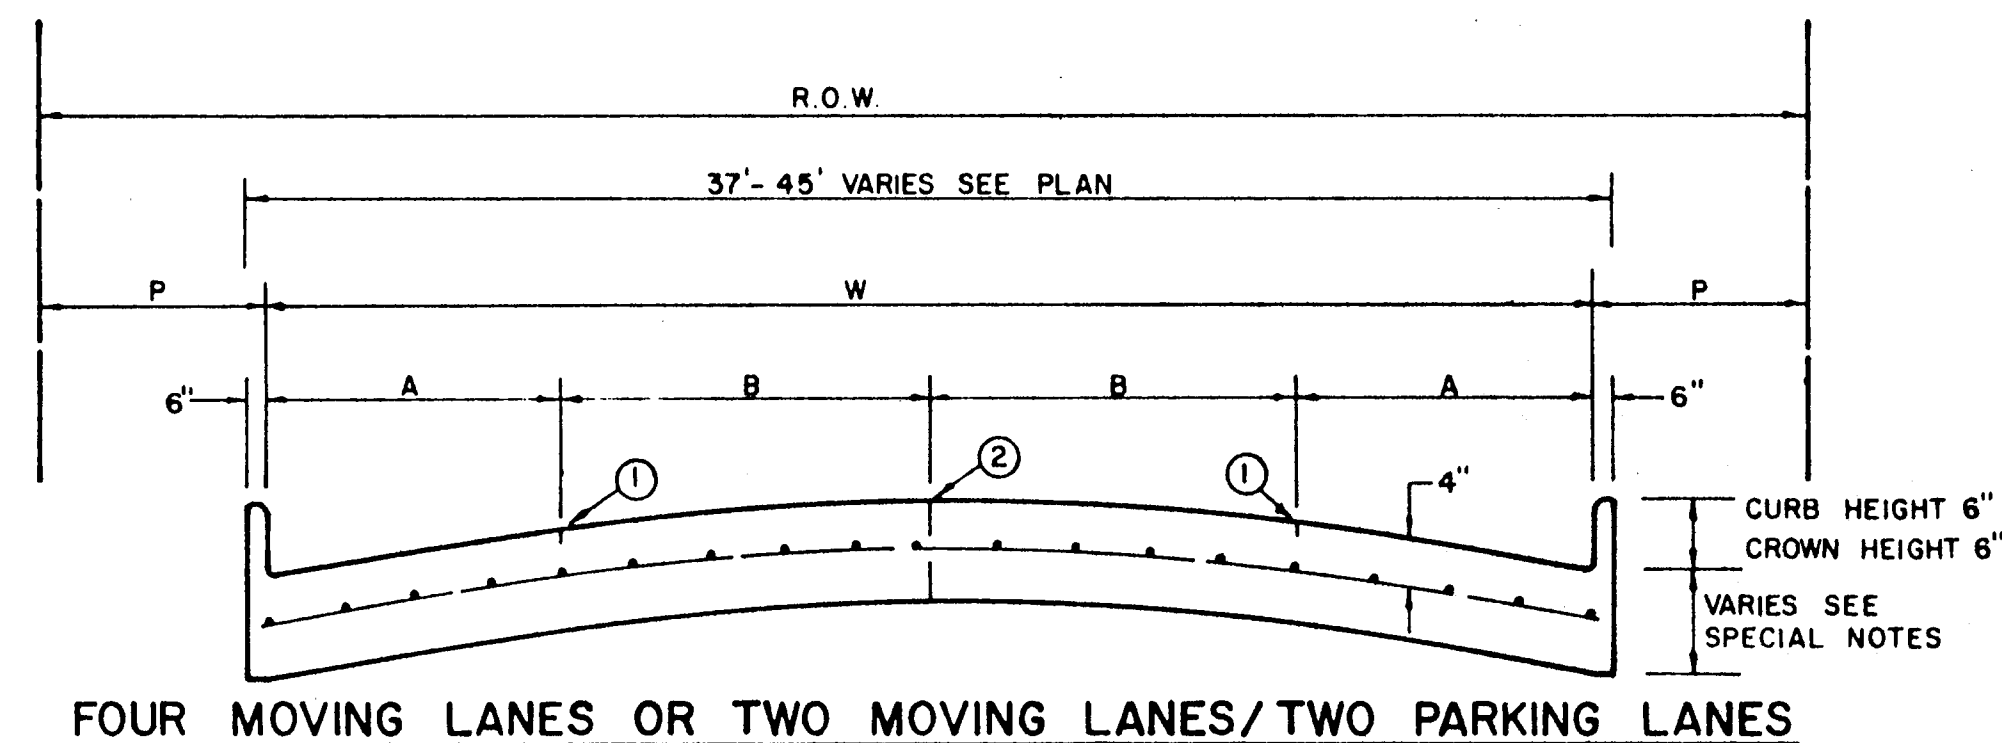 R.O.W.
37'- 45' VARIES SEE PLAN
P W P
6" A B B A 6"
1 2 1 4"
CURB HEIGHT 6"
CROWN HEIGHT 6"
VARIES SEE
SPECIAL NOTES
FOUR MOVING LANES OR TWO MOVING LANES/TWO PARKING LANES